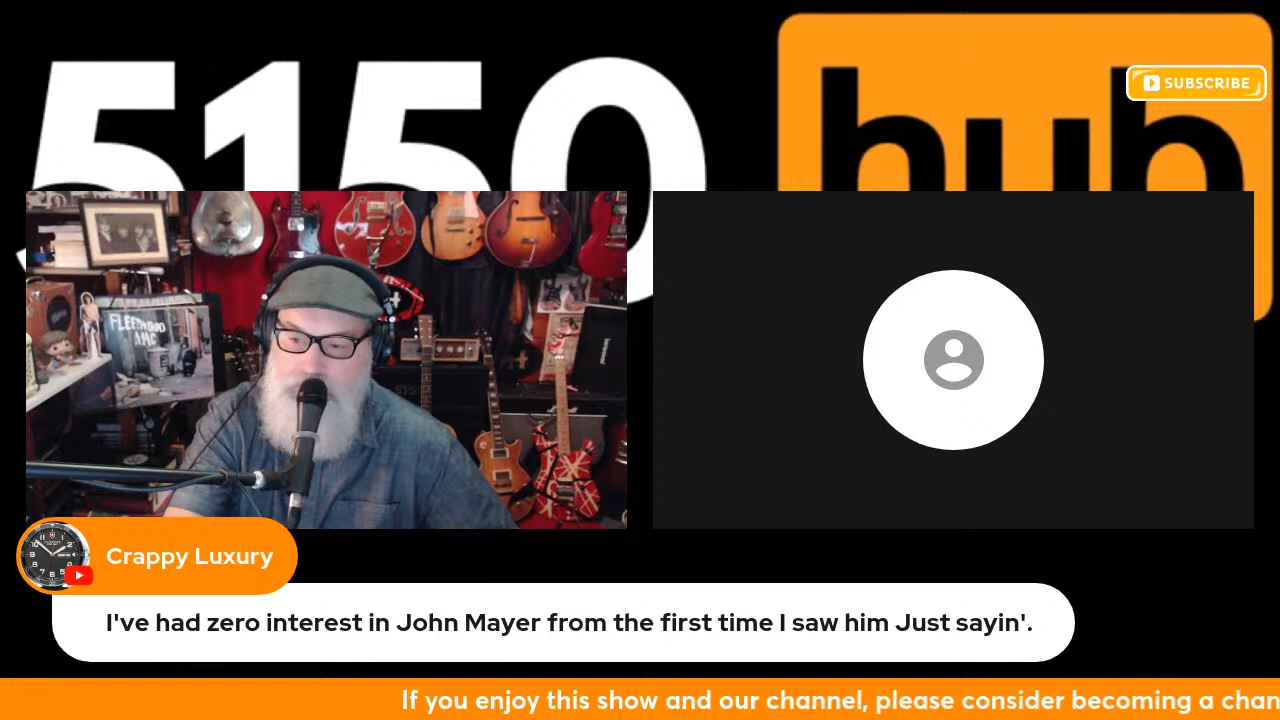 5150 hub
SUBSCRIBE
FLEETWOOD
MAC
Crappy Luxury
I've had zero interest in John Mayer from the first time I saw him Just sayin'.
If you enjoy this show and our channel, please consider becoming a chan